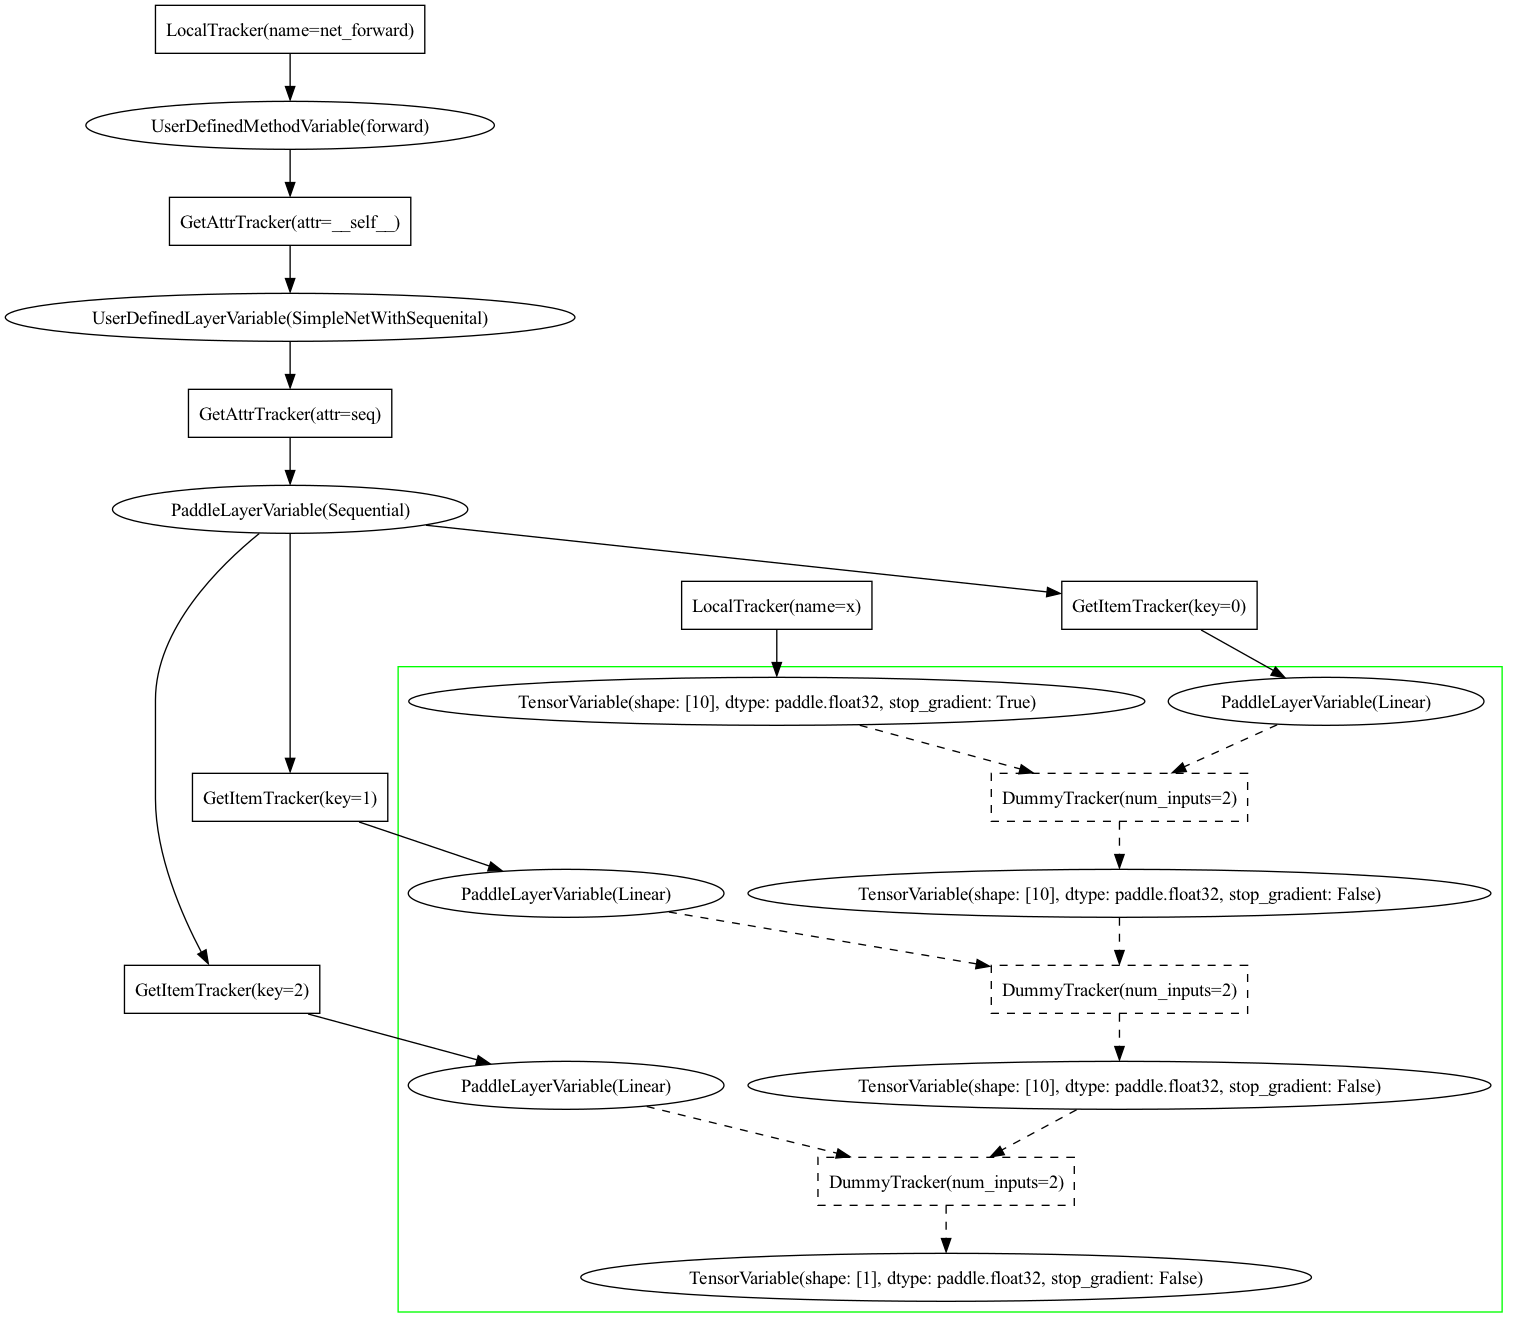 LocalTracker(name=net_forward)
UserDefinedMethodVariable(forward)
GetAttrTracker(attr=__self__)
UserDefinedLayerVariable(SimpleNetWithSequenital)
GetAttrTracker(attr=seq)
PaddleLayerVariable(Sequential)
LocalTracker(name=x)
GetItemTracker(key=0)
TensorVariable(shape: [10], dtype: paddle.float32, stop_gradient: True)
PaddleLayerVariable(Linear)
GetItemTracker(key=1)
DummyTracker(num_inputs=2)
PaddleLayerVariable(Linear)
TensorVariable(shape: [10], dtype: paddle.float32, stop_gradient: False)
GetItemTracker(key=2)
DummyTracker(num_inputs=2)
PaddleLayerVariable(Linear)
TensorVariable(shape: [10], dtype: paddle.float32, stop_gradient: False)
DummyTracker(num_inputs=2)
TensorVariable(shape: [1], dtype: paddle.float32, stop_gradient: False)